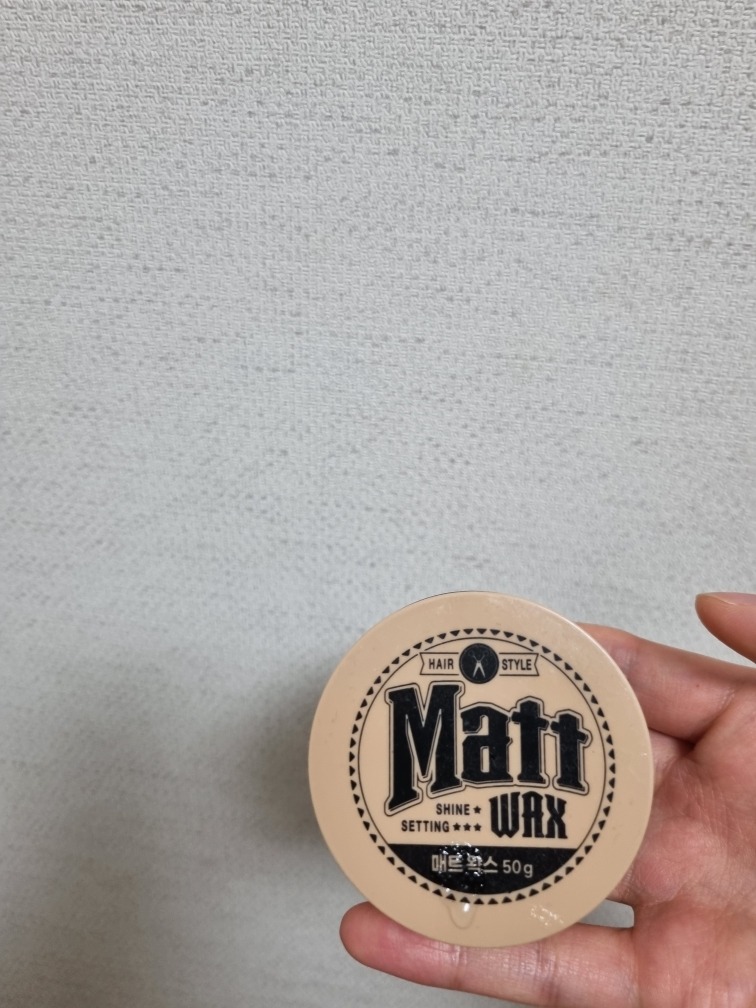 HAIR STYLE
Matt
SHINE ★
SETTING ★★★
WAX
매트 왁스 50g